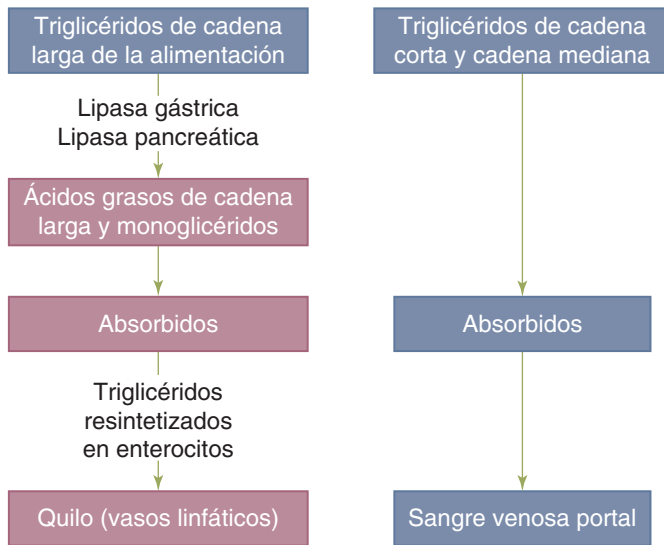 Triglicéridos de cadena
larga de la alimentación
Lipasa gástrica
Lipasa pancreática
Ácidos grasos de cadena
larga y monoglicéridos
Absorbidos
Triglicéridos
resintetizados
en enterocitos
Quilo (vasos linfáticos)
Triglicéridos de cadena
corta y cadena mediana
Absorbidos
Sangre venosa portal